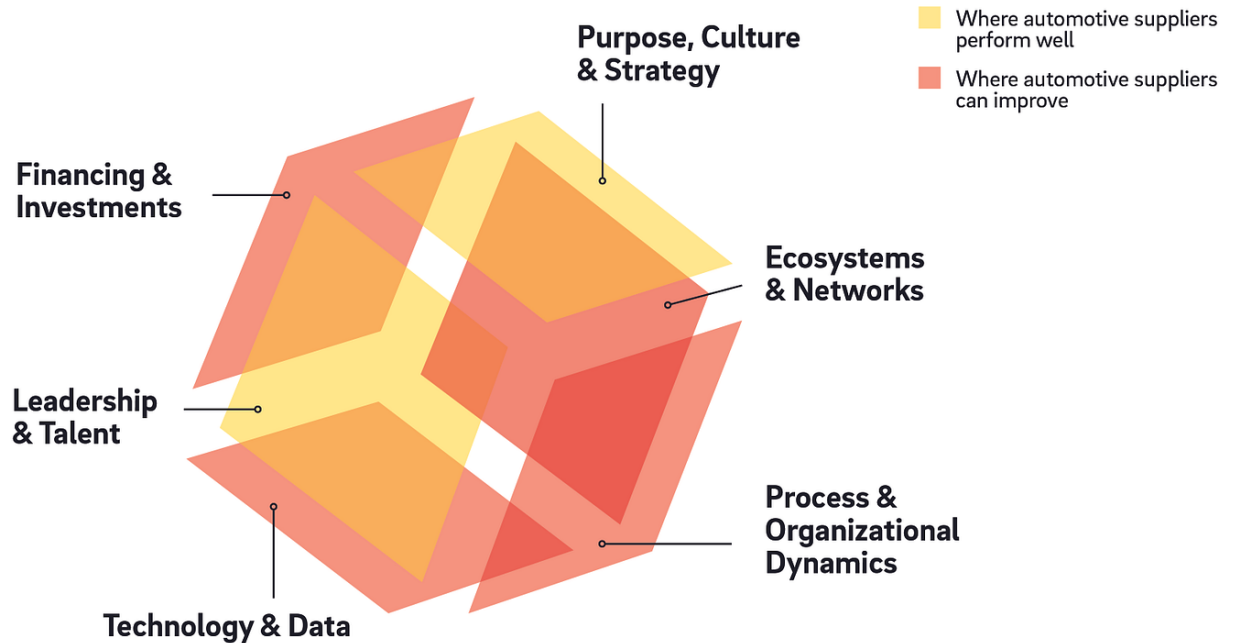 Where automotive suppliers
perform well
Where automotive suppliers
can improve
Purpose, Culture
& Strategy
Financing &
Investments
Ecosystems
& Networks
Leadership
& Talent
Process &
Organizational
Dynamics
Technology & Data